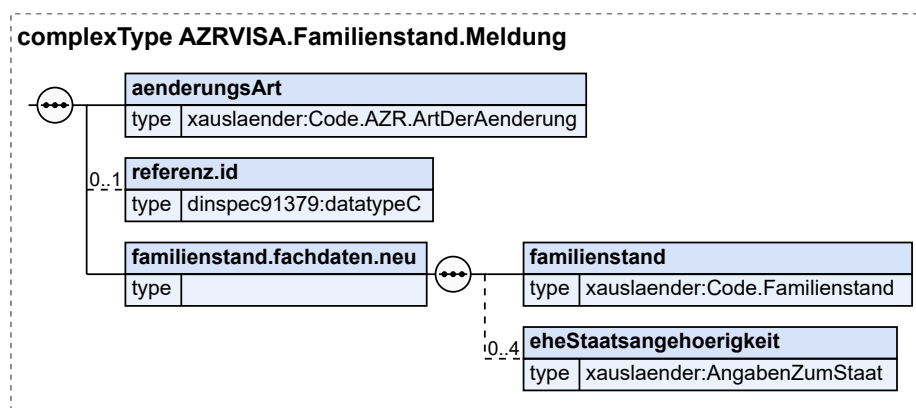 complexType AZRVISA.Familienstand.Meldung
aenderungsArt
type xauslaender:Code.AZR.ArtDerAenderung
0..1
referenz.id
type dinspec91379:datatypeC
familienstand.fachdaten.neu
type
familienstand
type xauslaender:Code.Familienstand
0..4
eheStaatsangehoerigkeit
type xauslaender:AngabenZumStaat